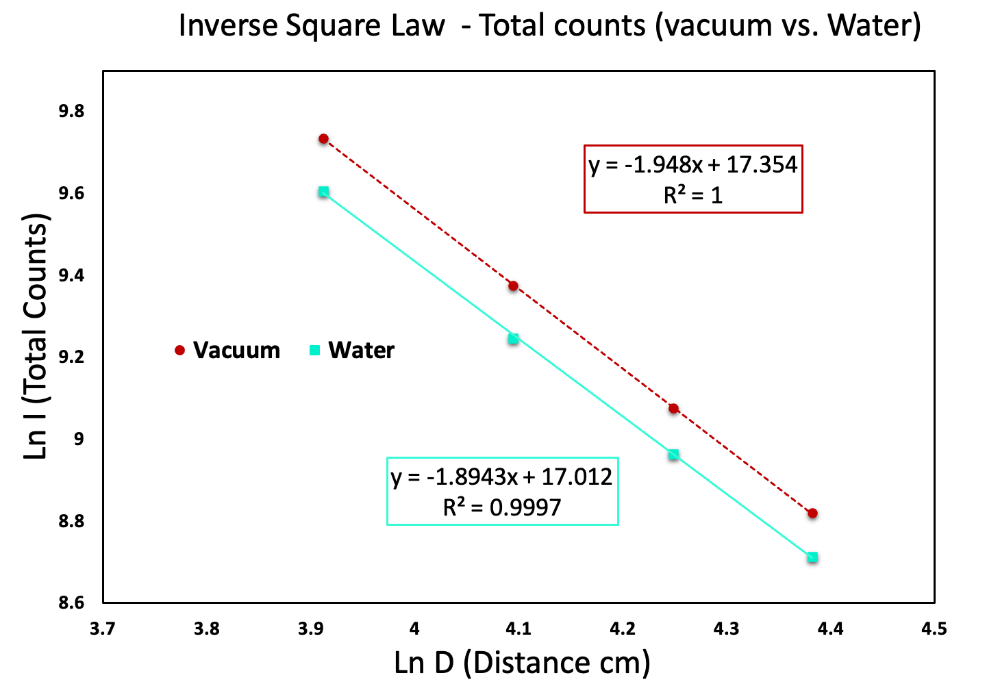 Inverse Square Law  - Total counts (vacuum vs. Water)
9.8
9.6
9.4
9.2
9
8.8
8.6
Ln I (Total Counts)
y = -1.948x + 17.354
R² = 1
Vacuum
Water
y = -1.8943x + 17.012
R² = 0.9997
3.7 3.8 3.9 4 4.1 4.2 4.3 4.4 4.5
Ln D (Distance cm)